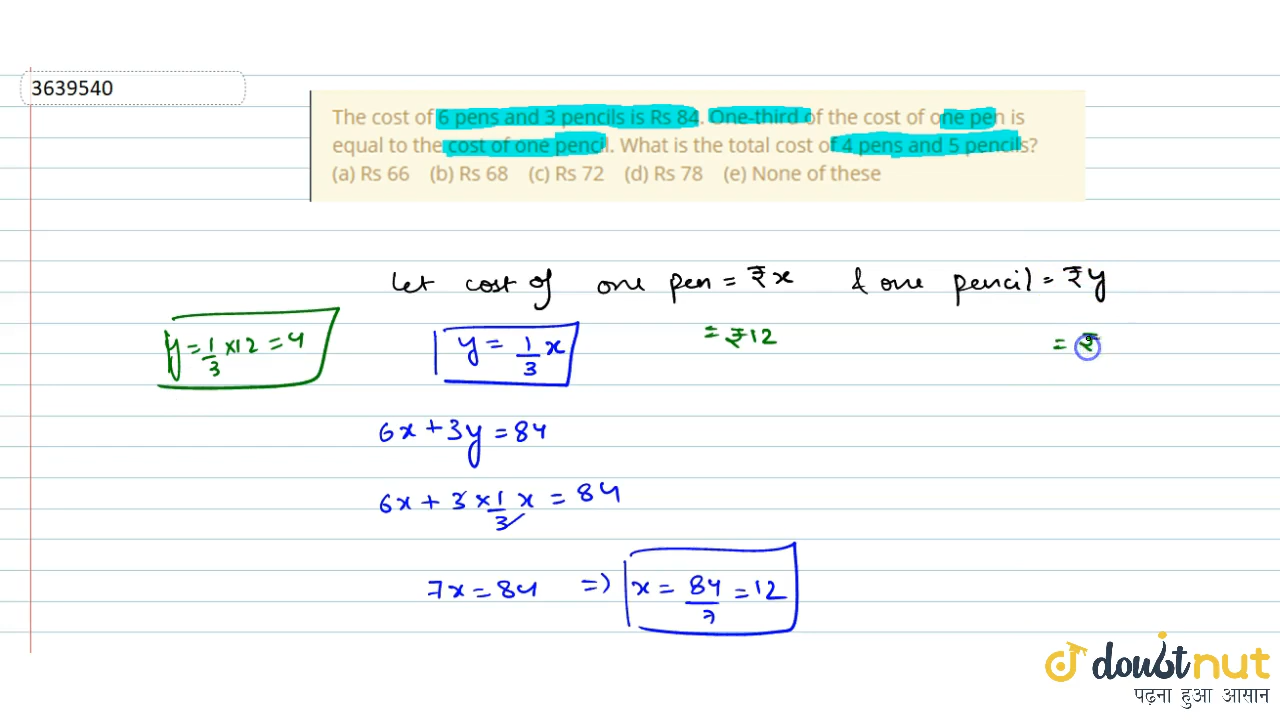 3639540
The cost of 6 pens and 3 pencils is Rs 84. One-third of the cost of one pen is
equal to the cost of one pencil. What is the total cost of 4 pens and 5 pencils?
(a) Rs 66 (b) Rs 68 (c) Rs 72 (d) Rs 78 (e) None of these
Let cost of one pen = ₹x & one pencil = ₹y
y = 1/3 × 12 = 4
y = 1/3 x
= ₹12
= ₹
6x + 3y = 84
6x + 3 × 1/3 x = 84
7x = 84 => x = 84/7 = 12
doubtnut
पढ़ना हुआ आसान